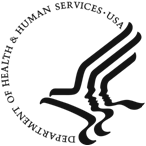 DEPARTMENT OF HEALTH & HUMAN SERVICES · USA